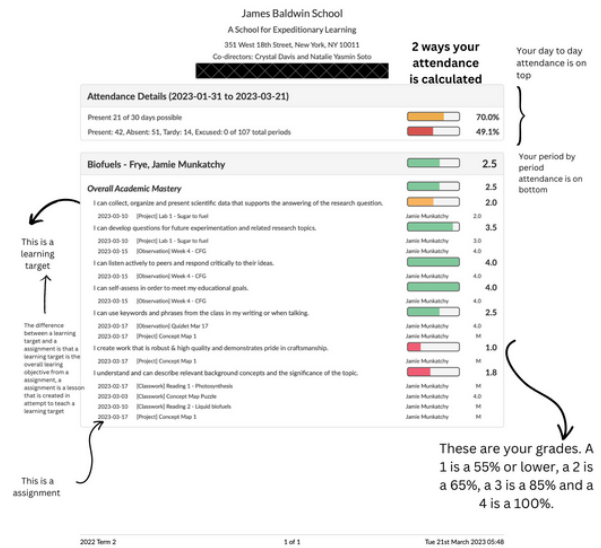 James Baldwin School
A School for Expeditionary Learning
351 West 18th Street, New York, NY 10011
Co-directors: Crystal Davis and Natalie Yasmin Soto
2 ways your
attendance
is calculated
Your day to day
attendance is on
top
Attendance Details (2023-01-31 to 2023-03-21)
Present 21 of 30 days possible 70.0%
Present: 42, Absent: 51, Tardy: 14, Excused: 0 of 107 total periods 49.1%
Your period by
period
attendance is on
bottom
Biofuels - Frye, Jamie Munkatchy 2.5
Overall Academic Mastery 2.5
I can collect, organize and present scientific data that supports the answering of the research question. 2.0
2023-03-10 [Project] Lab 1 - Sugar to fuel Jamie Munkatchy 2.0
I can develop questions for future experimentation and related research topics. 3.5
2023-03-10 [Project] Lab 1 - Sugar to fuel Jamie Munkatchy 3.0
2023-03-15 [Observation] Week 4 - CFG Jamie Munkatchy 4.0
I can listen actively to peers and respond critically to their ideas. 4.0
2023-03-15 [Observation] Week 4 - CFG Jamie Munkatchy 4.0
I can self-assess in order to meet my educational goals. 4.0
2023-03-15 [Observation] Week 4 - CFG Jamie Munkatchy 4.0
I can use keywords and phrases from the class in my writing or when talking. 2.5
2023-03-17 [Observation] Quizlet Mar 17 Jamie Munkatchy 4.0
2023-03-17 [Project] Concept Map 1 Jamie Munkatchy M
I create work that is robust & high quality and demonstrates pride in craftsmanship. 1.0
2023-03-17 [Project] Concept Map 1 Jamie Munkatchy M
I understand and can describe relevant background concepts and the significance of the topic. 1.8
2023-02-17 [Classwork] Reading 1 - Photosynthesis Jamie Munkatchy M
2023-03-03 [Classwork] Concept Map Puzzle Jamie Munkatchy 4.0
2023-03-10 [Classwork] Reading 2 - Liquid biofuels Jamie Munkatchy M
2023-03-17 [Project] Concept Map 1 Jamie Munkatchy M
This is a
learning
target
The difference
between a learning
target and a
assignment is that a
learning target is the
overall learing
objective from a
assignment, a
assignment is a lesson
that is created in
attempt to teach a
learning target
This is a
assignment
These are your grades. A
1 is a 55% or lower, a 2 is
a 65%, a 3 is a 85% and a
4 is a 100%.
2022 Term 2 1 of 1 Tue 21st March 2023 05:48